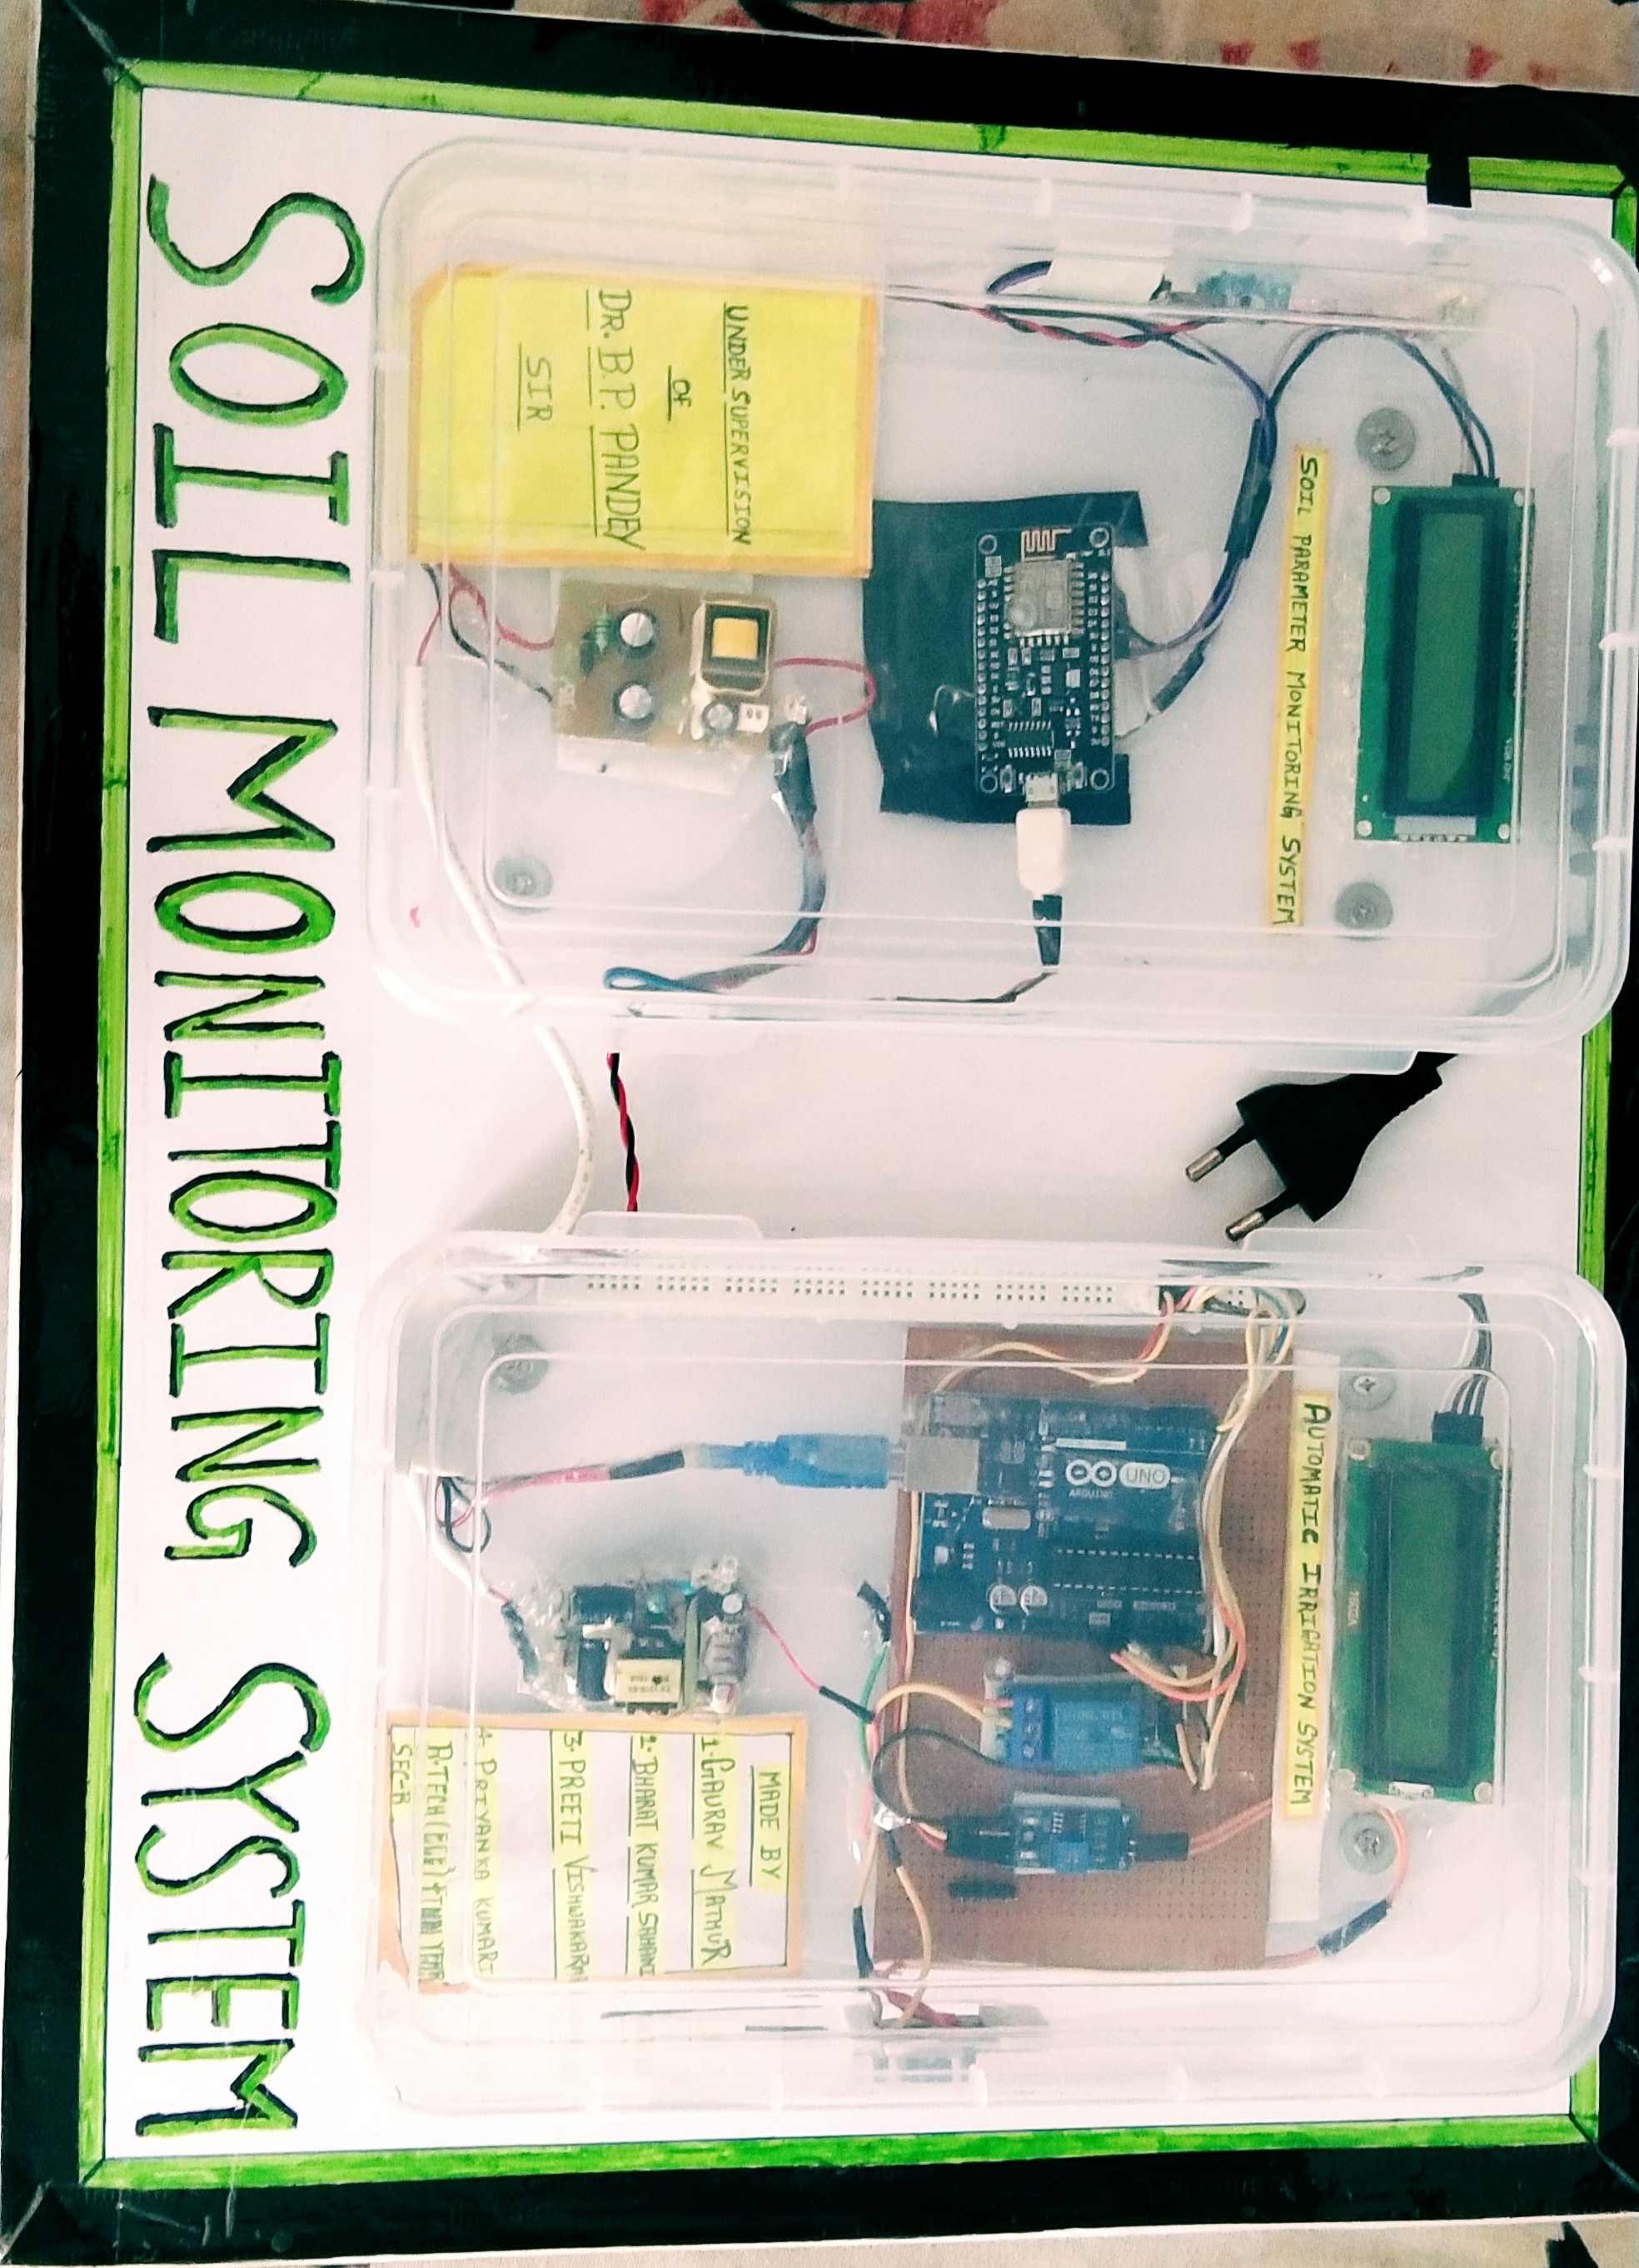 SOIL PARAMETER MONITORING SYSTEM
UNDER SUPERVISION
OF
DR. B.P. PANDEY
SIR
1602A
AUTOMATIC IRRIGATION SYSTEM
UNO
ARDUINO
MADE BY
1. GAURAV MATHUR
2. BHARAT KUMAR SAHANI
3. PREETI VISHWAKARMA
4. PRIYANKA KUMARI
B.TECH (ECE) FINAL YEAR
SEC-B
SOIL MONITORING SYSTEM